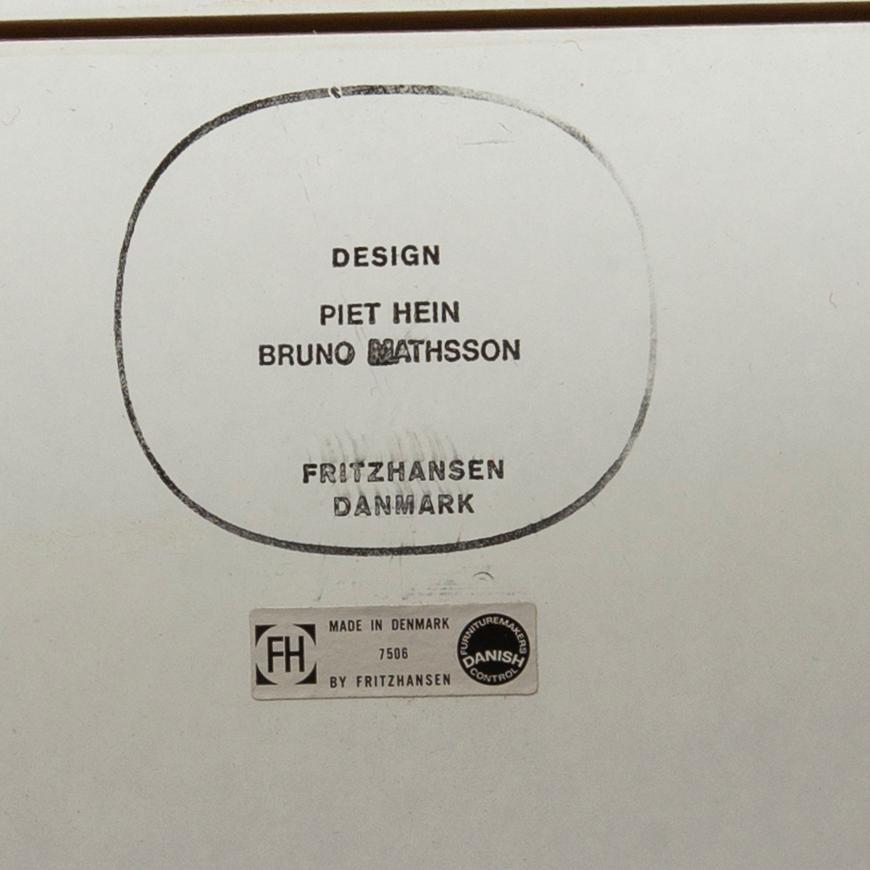 DESIGN
PIET HEIN
BRUNO MATHSSON
FRITZHANSEN
DANMARK
FH
MADE IN DENMARK
7506
BY FRITZHANSEN
FURNITUREMAKERS
DANISH
CONTROL